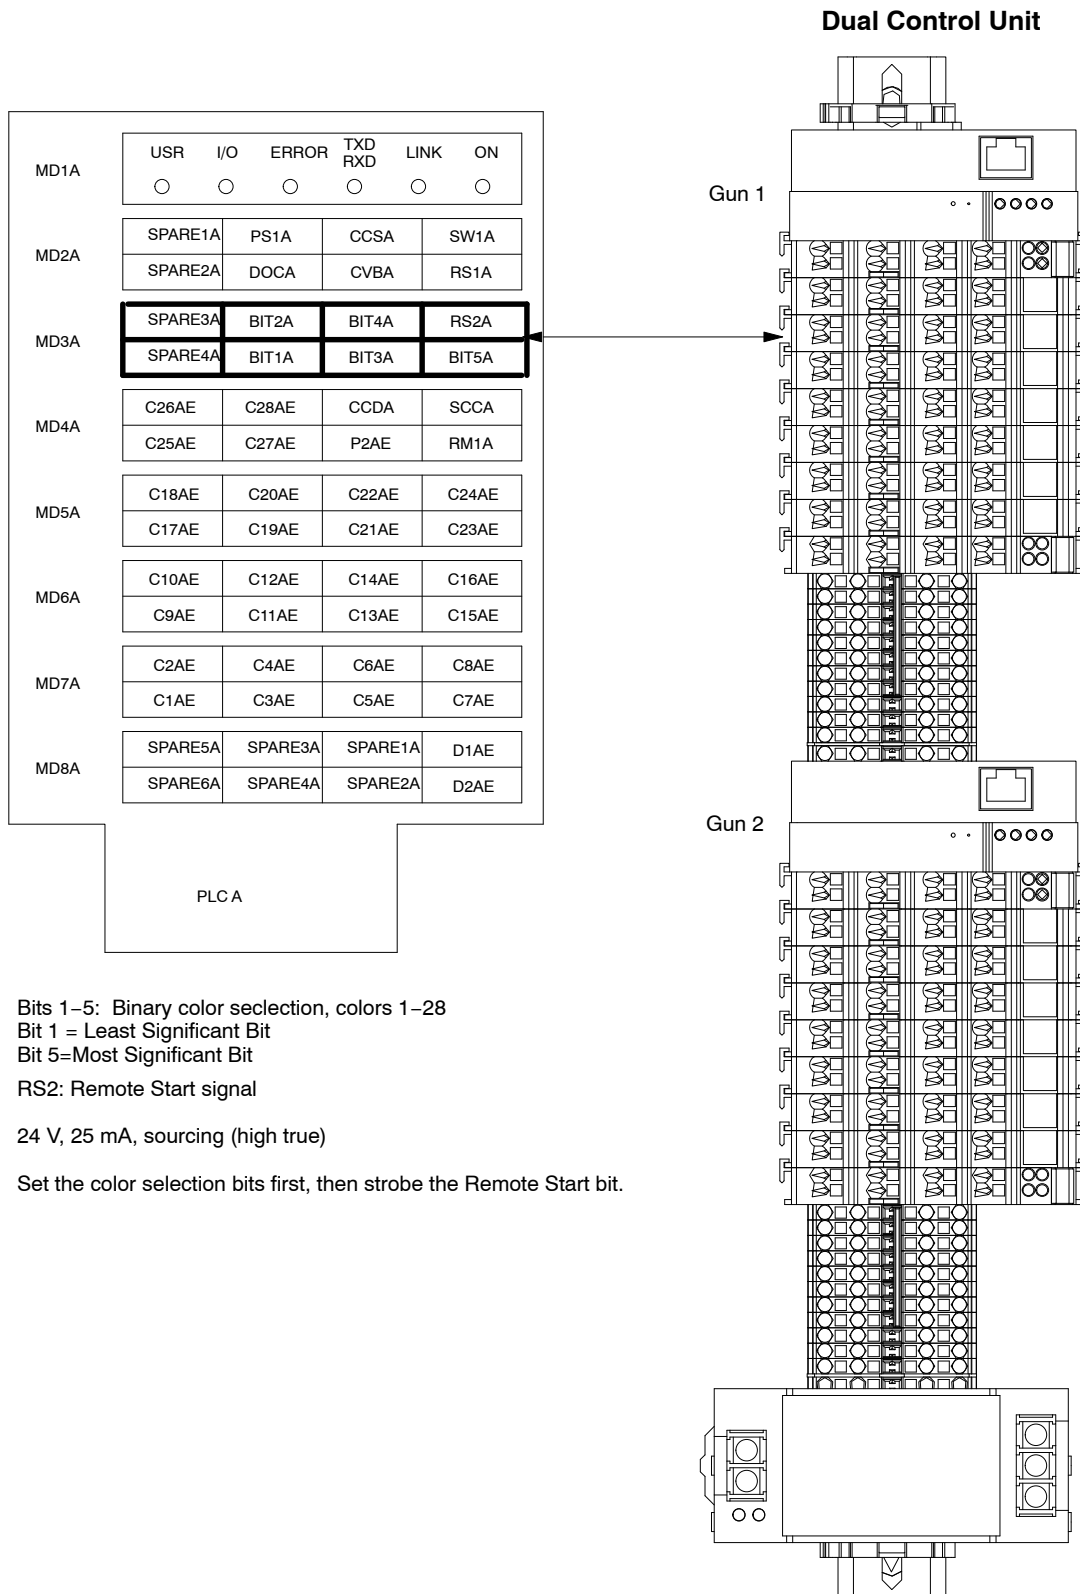 Dual Control Unit
MD1A
USR I/O ERROR TXD RXD LINK ON
Gun 1
MD2A
SPARE1A PS1A CCSA SW1A
SPARE2A DOCA CVBA RS1A
MD3A
SPARE3A BIT2A BIT4A RS2A
SPARE4A BIT1A BIT3A BIT5A
MD4A
C26AE C28AE CCDA SCCA
C25AE C27AE P2AE RM1A
MD5A
C18AE C20AE C22AE C24AE
C17AE C19AE C21AE C23AE
MD6A
C10AE C12AE C14AE C16AE
C9AE C11AE C13AE C15AE
MD7A
C2AE C4AE C6AE C8AE
C1AE C3AE C5AE C7AE
MD8A
SPARE5A SPARE3A SPARE1A D1AE
SPARE6A SPARE4A SPARE2A D2AE
Gun 2
PLC A
Bits 1–5: Binary color seclection, colors 1–28
Bit 1 = Least Significant Bit
Bit 5=Most Significant Bit
RS2: Remote Start signal
24 V, 25 mA, sourcing (high true)
Set the color selection bits first, then strobe the Remote Start bit.